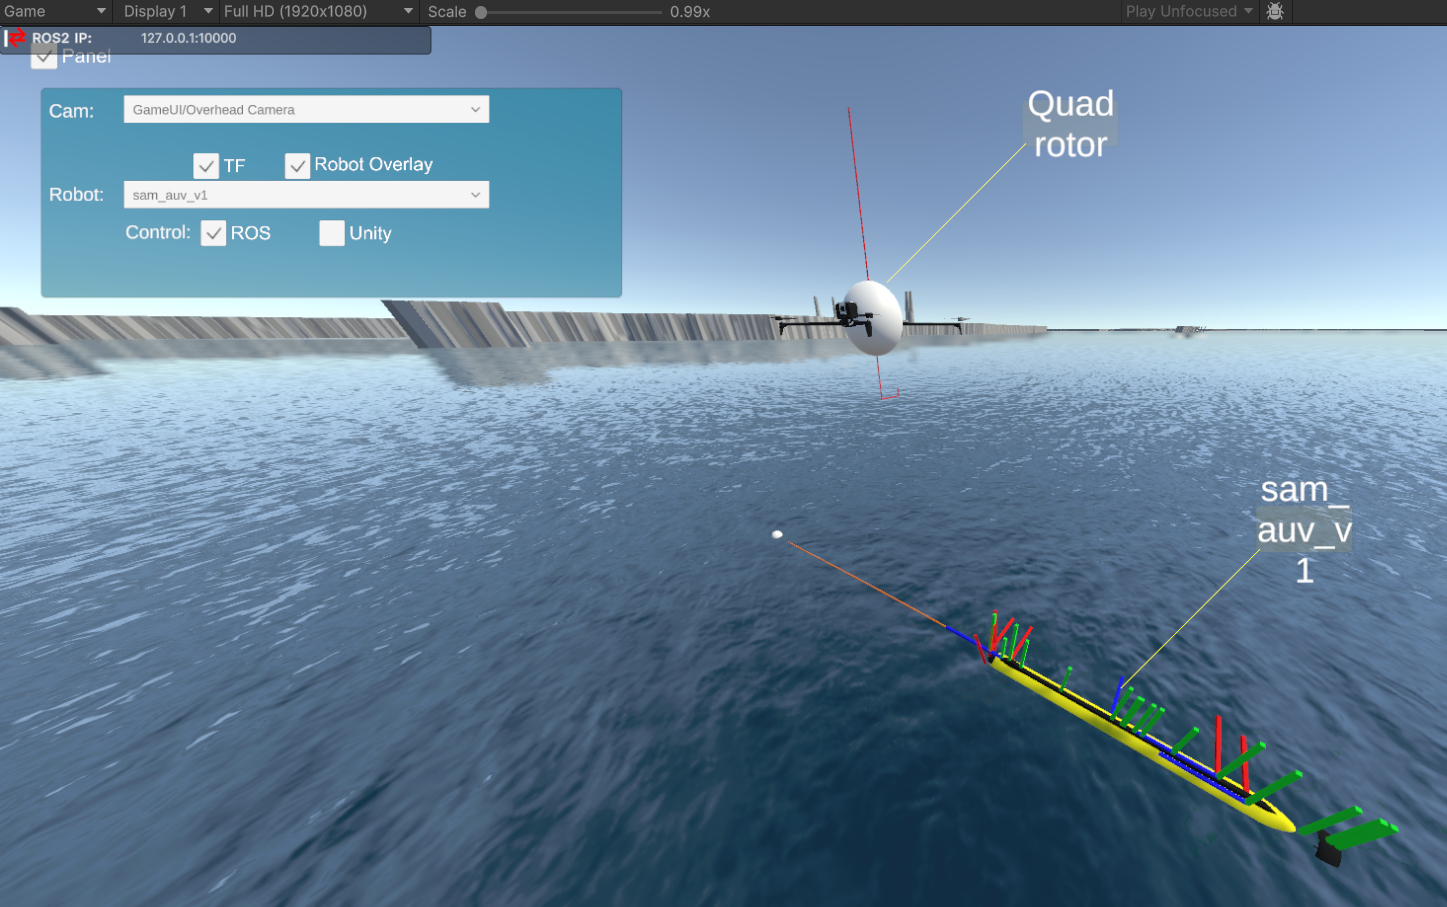 Game Display 1 Full HD (1920x1080) Scale 0.99x Play Unfocused
ROS2 IP: 127.0.0.1:10000
Panel
Cam: GameUI/Overhead Camera
TF Robot Overlay
Robot: sam_auv_v1
Control: ROS Unity
Quad
rotor
sam_
auv_v
1